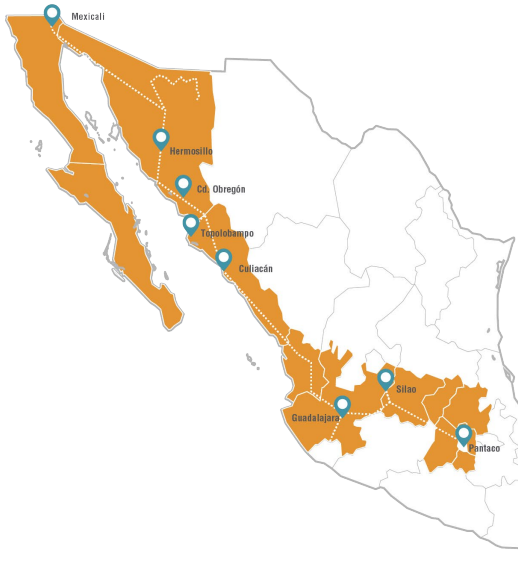 Mexicali
Hermosillo
Cd. Obregón
Topolobampo
Culiacán
Silao
Guadalajara
Pantaco